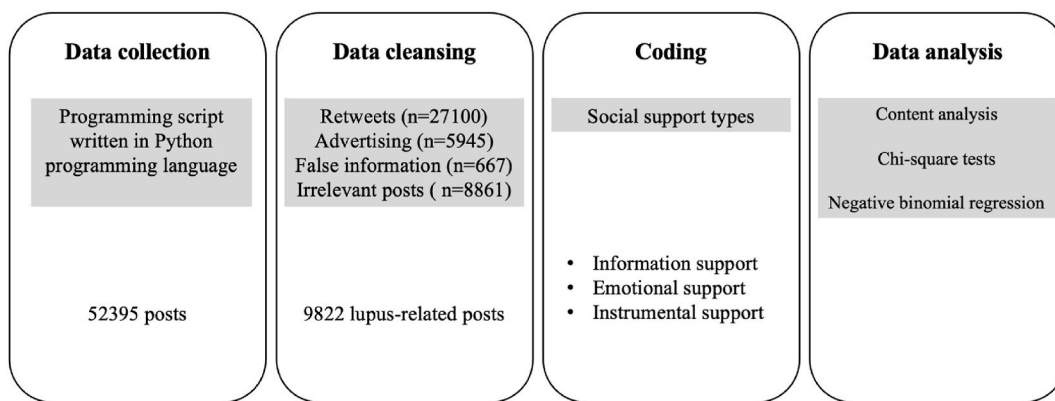 Data collection
Programming script
written in Python
programming language
52395 posts
Data cleansing
Retweets (n=27100)
Advertising (n=5945)
False information (n=667)
Irrelevant posts ( n=8861)
9822 lupus-related posts
Coding
Social support types
• Information support
• Emotional support
• Instrumental support
Data analysis
Content analysis
Chi-square tests
Negative binomial regression